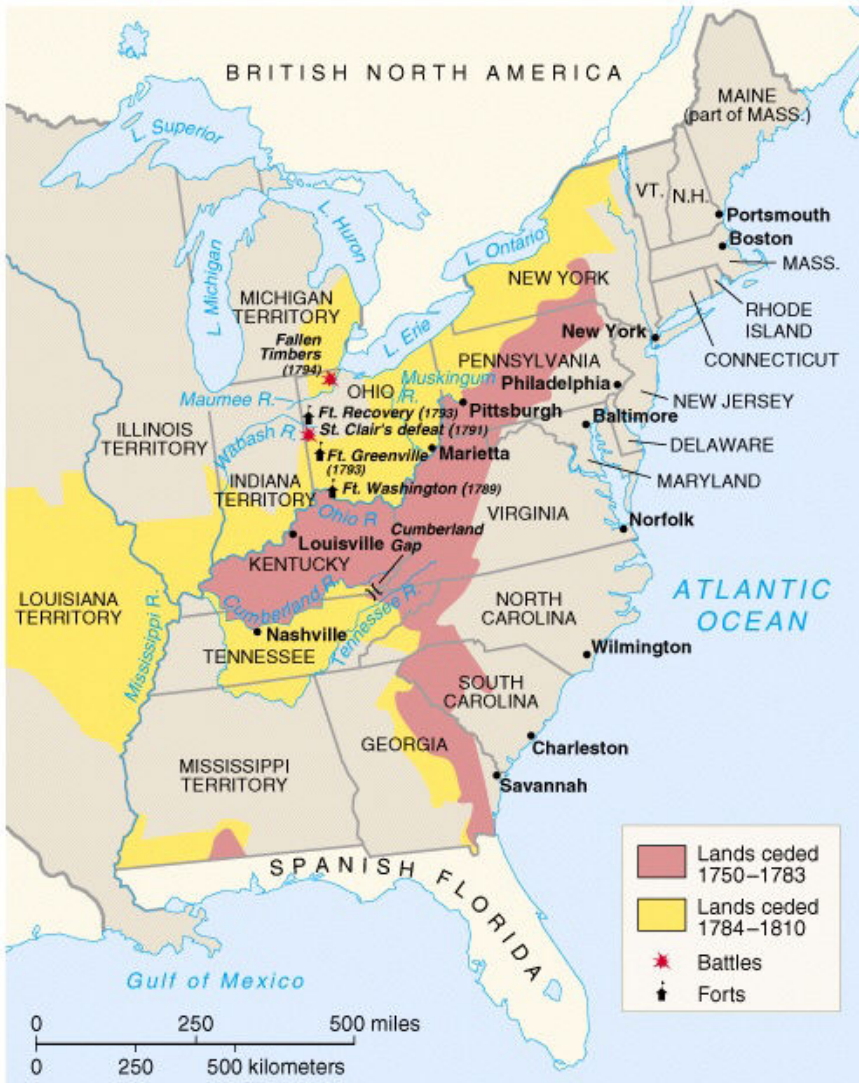 BRITISH NORTH AMERICA
MAINE
(part of MASS.)
L. Superior
VT.
N.H.
L. Huron
Portsmouth
L. Michigan
L. Ontario
Boston
MASS.
NEW YORK
MICHIGAN
TERRITORY
RHODE
ISLAND
L. Erie
New York
Fallen
Timbers
(1794)
CONNECTICUT
PENNSYLVANIA
Muskingum
R.
OHIO
Philadelphia
Maumee R.
NEW JERSEY
Pittsburgh
Ft. Recovery (1793)
Baltimore
St. Clair's defeat (1791)
ILLINOIS
TERRITORY
Wabash R.
DELAWARE
Marietta
Ft. Greenville
(1793)
INDIANA
TERRITORY
MARYLAND
Ft. Washington (1789)
VIRGINIA
Ohio R
Cumberland
Gap
Norfolk
Louisville
KENTUCKY
LOUISIANA
TERRITORY
Cumberland R.
Tennessee R.
NORTH
CAROLINA
ATLANTIC
OCEAN
Mississippi R.
Nashville
TENNESSEE
Wilmington
SOUTH
CAROLINA
GEORGIA
Charleston
MISSISSIPPI
TERRITORY
Savannah
SPANISH FLORIDA
Lands ceded
1750–1783
Lands ceded
1784–1810
Battles
Forts
Gulf of Mexico
0 250 500 miles
0 250 500 kilometers